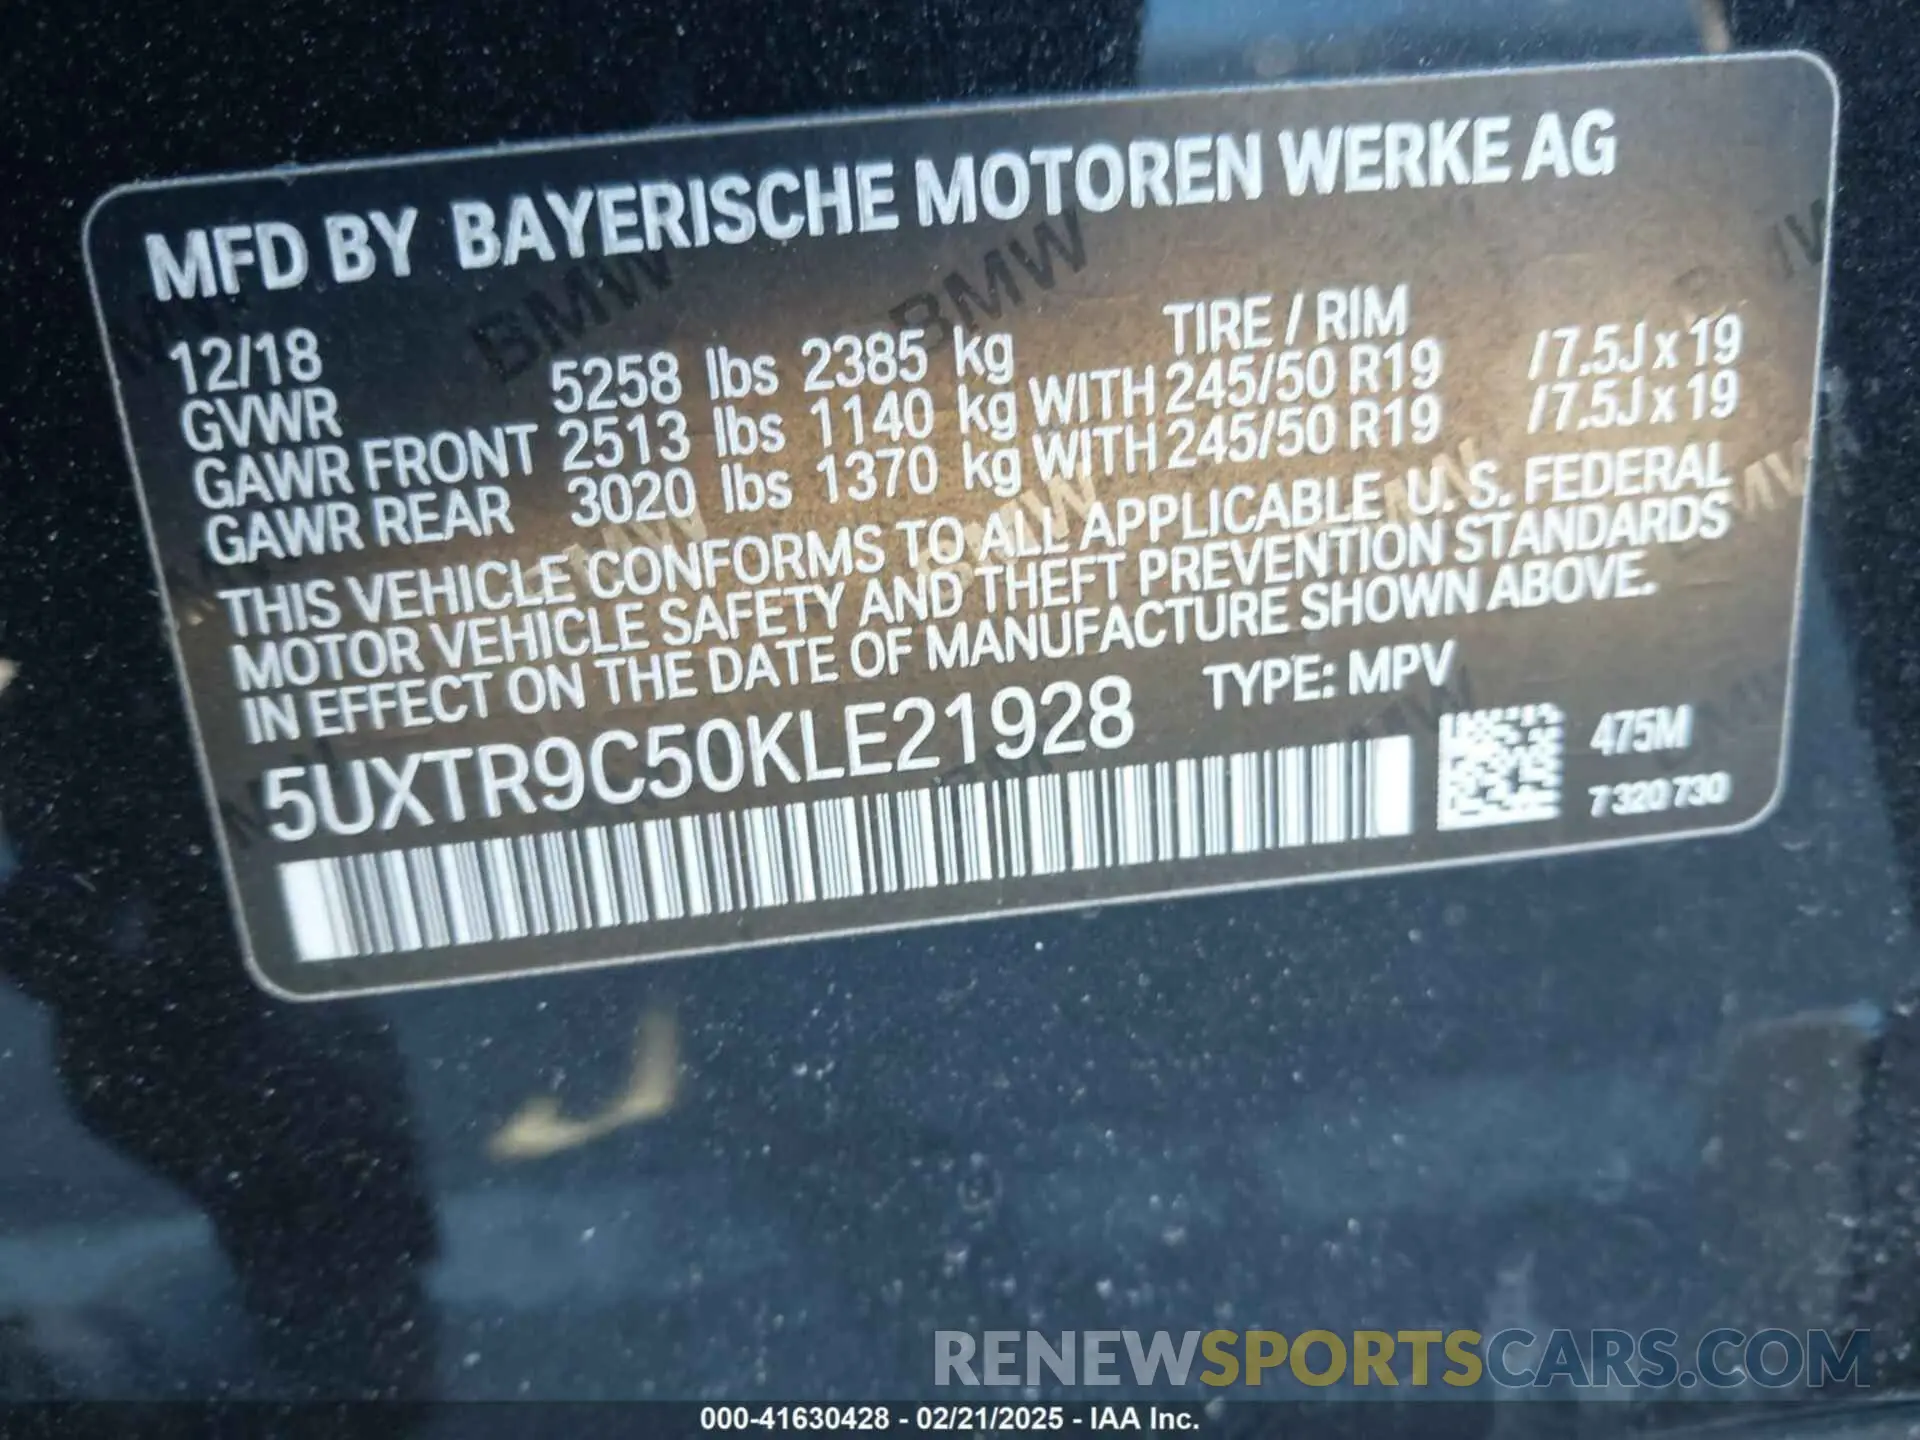 MFD BY BAYERISCHE MOTOREN WERKE AG
12/18 TIRE / RIM
GVWR 5258 lbs 2385 kg
GAWR FRONT 2513 lbs 1140 kg WITH 245/50 R19 /7.5J x 19
GAWR REAR 3020 lbs 1370 kg WITH 245/50 R19 /7.5J x 19
THIS VEHICLE CONFORMS TO ALL APPLICABLE U. S. FEDERAL
MOTOR VEHICLE SAFETY AND THEFT PREVENTION STANDARDS
IN EFFECT ON THE DATE OF MANUFACTURE SHOWN ABOVE.
5UXTR9C50KLE21928 TYPE: MPV
475M
7 320 730
RENEWSPORTSCARS.COM
000-41630428 - 02/21/2025 - IAA Inc.